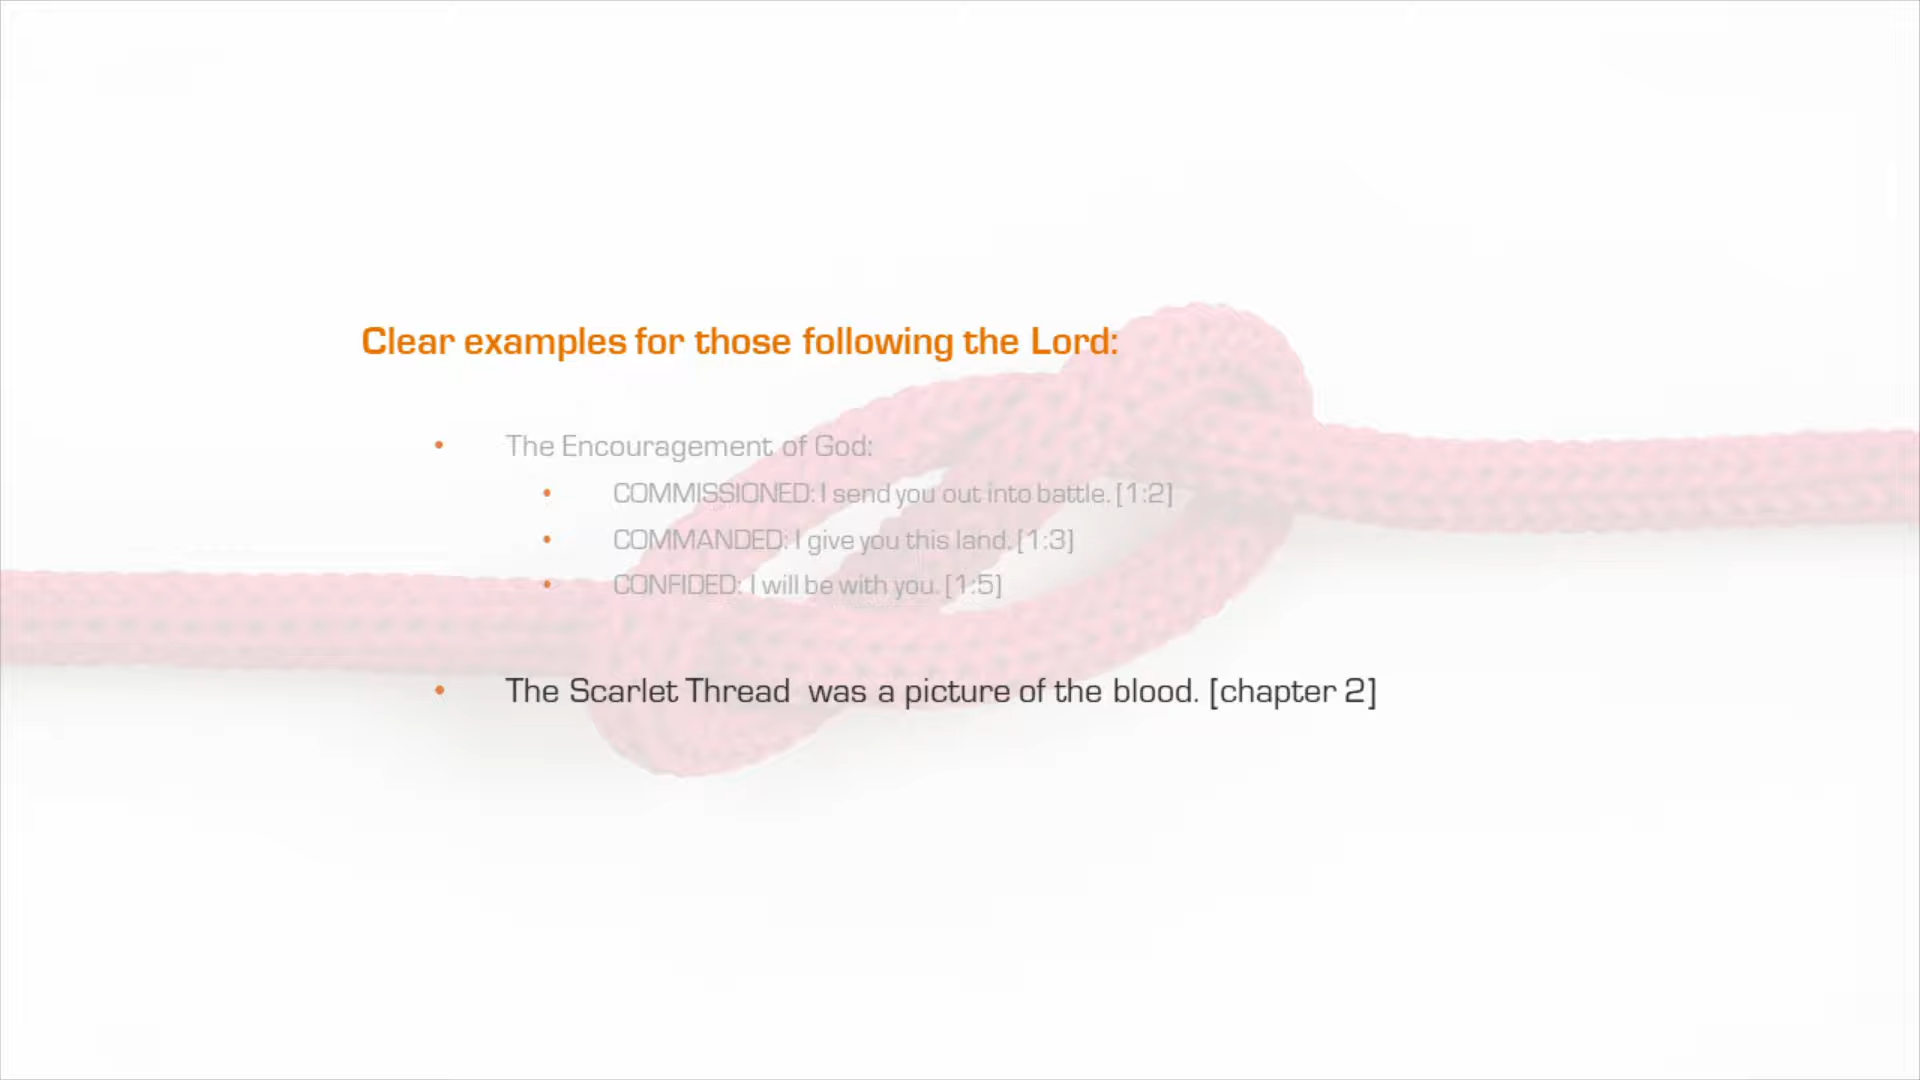 Clear examples for those following the Lord:
• The Encouragement of God:
• COMMISSIONED: I send you out into battle. [1:2]
• COMMANDED: I give you this land. [1:3]
• CONFIDED: I will be with you. [1:5]
• The Scarlet Thread was a picture of the blood. [chapter 2]